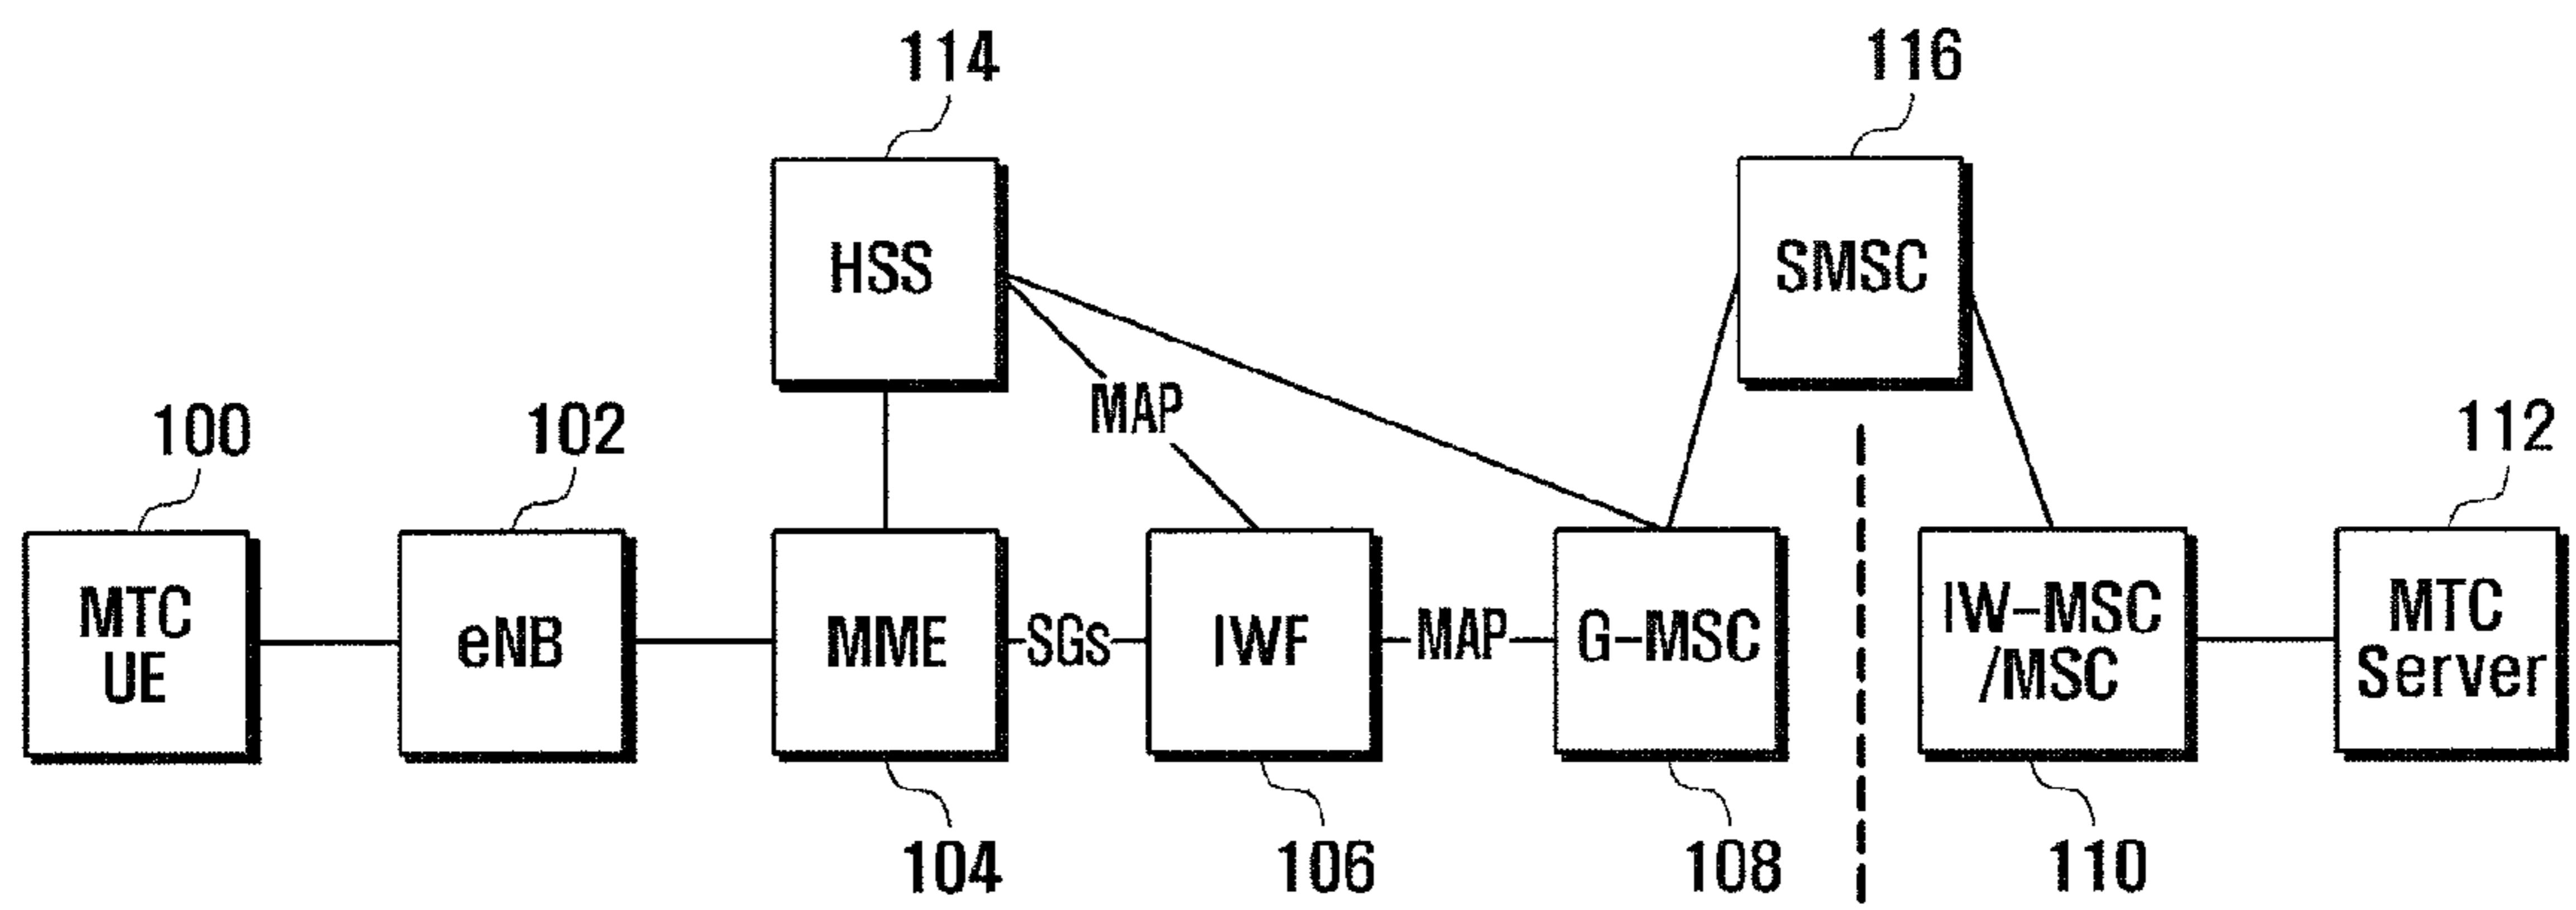 114
116
HSS
SMSC
MAP
100
102
112
MTC
UE
eNB
MME
SGs
IWF
MAP
G-MSC
IW-MSC
/MSC
MTC
Server
104
106
108
110